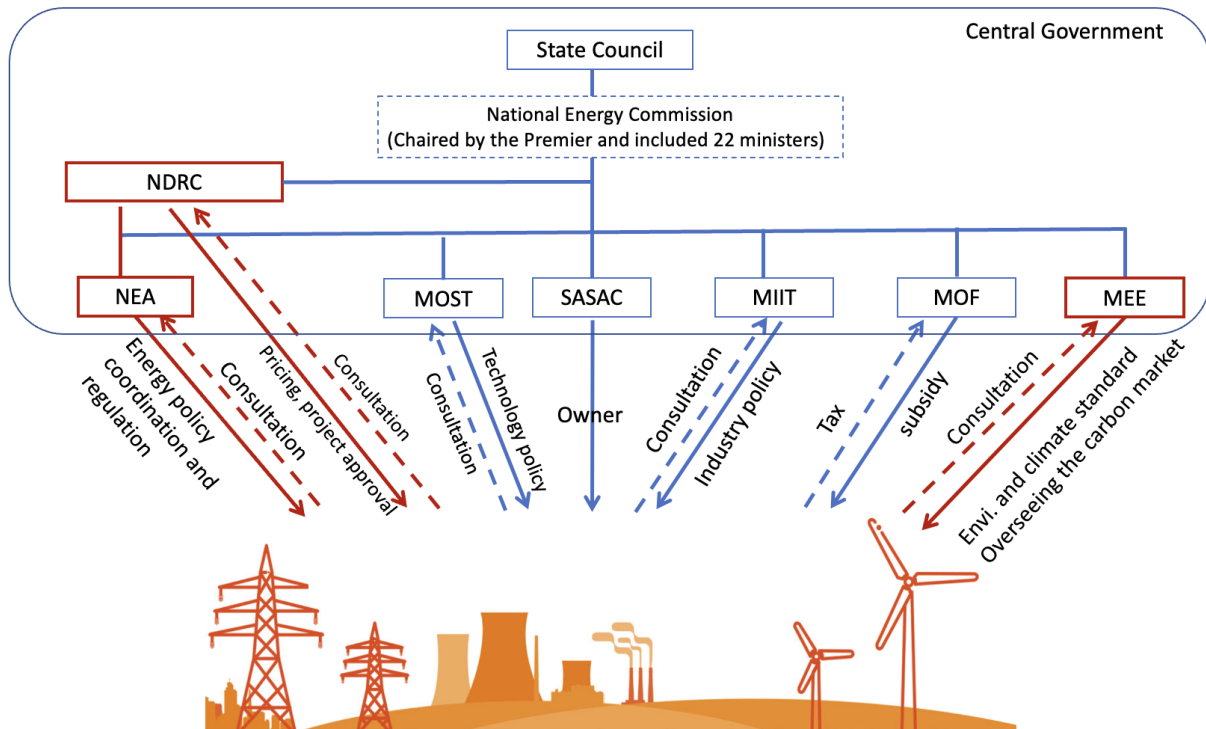 Central Government
State Council
National Energy Commission
(Chaired by the Premier and included 22 ministers)
NDRC
NEA
MOST
SASAC
MIIT
MOF
MEE
Energy policy
coordination and
regulation
Consultation
Pricing, project approval
Consultation
Consultation
Technology policy
Owner
Consultation
Industry policy
Tax
subsidy
Consultation
Envi. and climate standard
Overseeing the carbon market